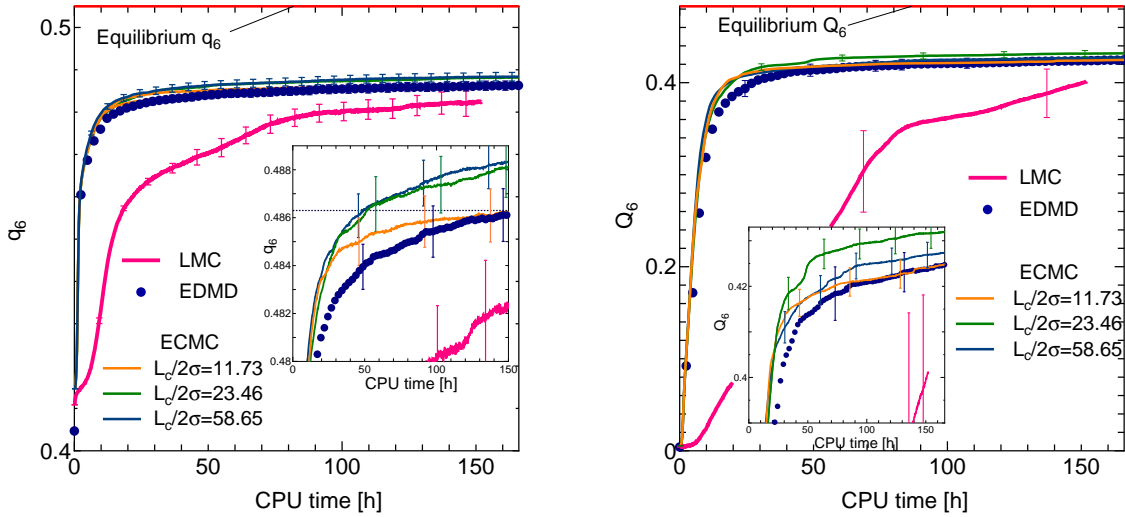 0.5
Equilibrium q6
q6
0.4
0
50
100
150
CPU time [h]
LMC
EDMD
ECMC
Lc/2σ=11.73
Lc/2σ=23.46
Lc/2σ=58.65
0.488
0.486
0.484
0.482
0.48
q6
0
50
100
150
CPU time [h]
Equilibrium Q6
0.4
0.2
0
Q6
0
50
100
150
CPU time [h]
LMC
EDMD
ECMC
Lc/2σ=11.73
Lc/2σ=23.46
Lc/2σ=58.65
0.42
0.4
Q6
0
50
100
150
CPU time [h]